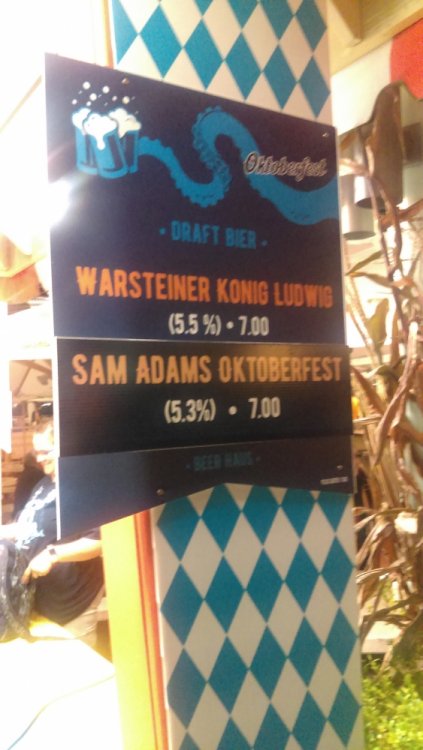 Oktoberfest
• DRAFT BIER •
WARSTEINER KONIG LUDWIG
(5.5 %) • 7.00
SAM ADAMS OKTOBERFEST
(5.3%) • 7.00
• BEER HAUS •